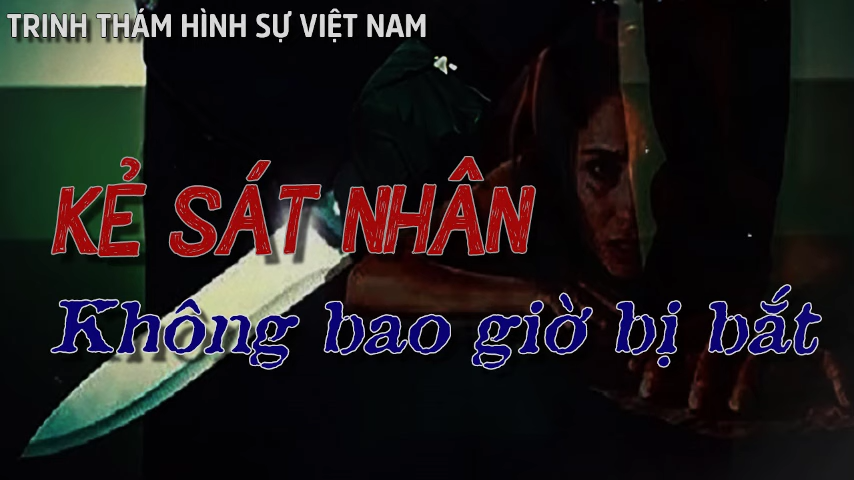 TRINH THÁM HÌNH SỰ VIỆT NAM
KẺ SÁT NHÂN
Không bao giờ bị bắt